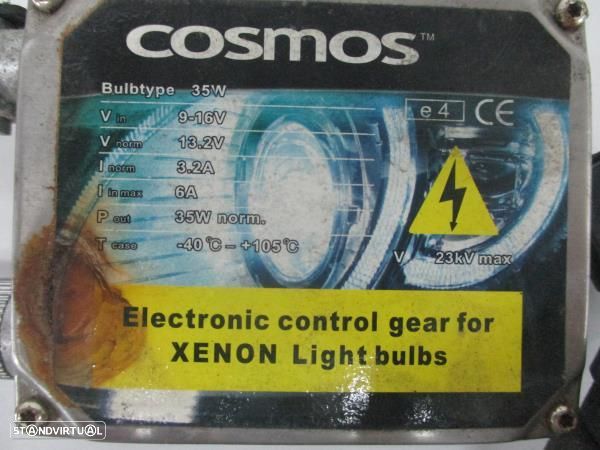 COSMOS™
Bulbtype 35W
V in 9-16V
V norm 13.2V
I norm 3.2A
I in max 6A
P out 35W norm.
T case -40℃ – +105℃
e4 CE
V 23kV max
Electronic control gear for
XENON Light bulbs
STANDVIRTUAL